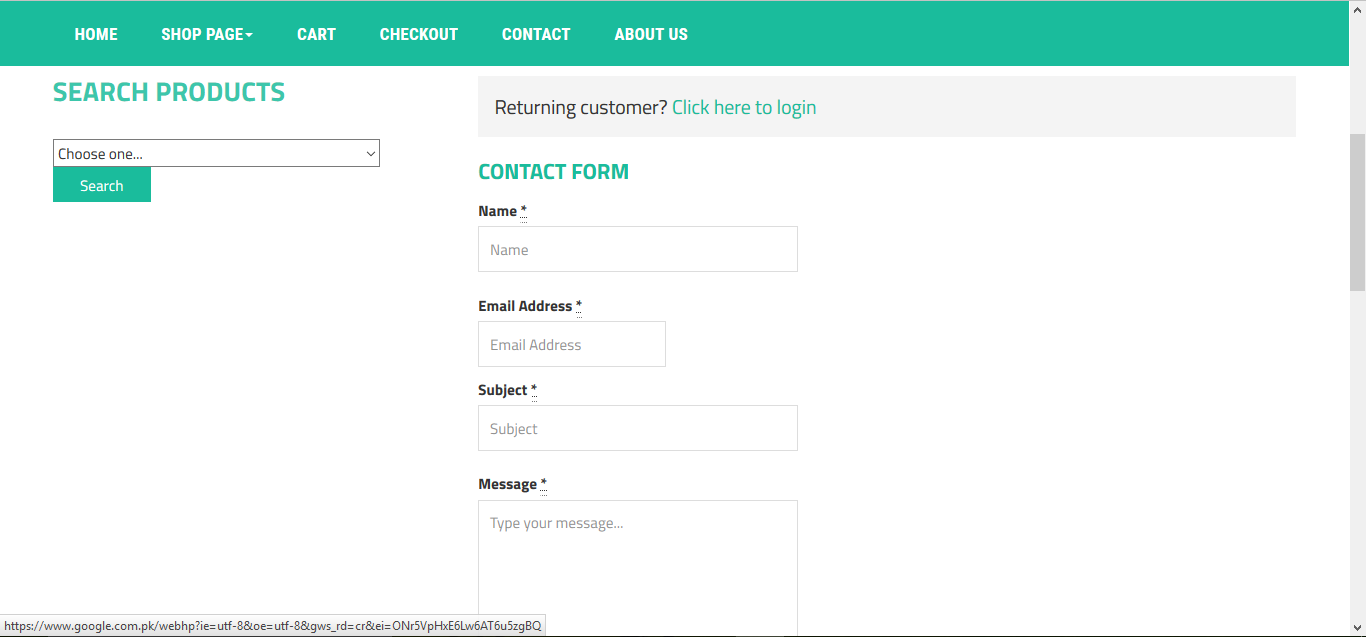 HOME SHOP PAGE CART CHECKOUT CONTACT ABOUT US
SEARCH PRODUCTS
Choose one...
Search
Returning customer? Click here to login
CONTACT FORM
Name *
Name
Email Address *
Email Address
Subject *
Subject
Message *
Type your message...
https://www.google.com.pk/webhp?ie=utf-8&oe=utf-8&gws_rd=cr&ei=ONr5VpHxE6Lw6AT6u5zgBQ